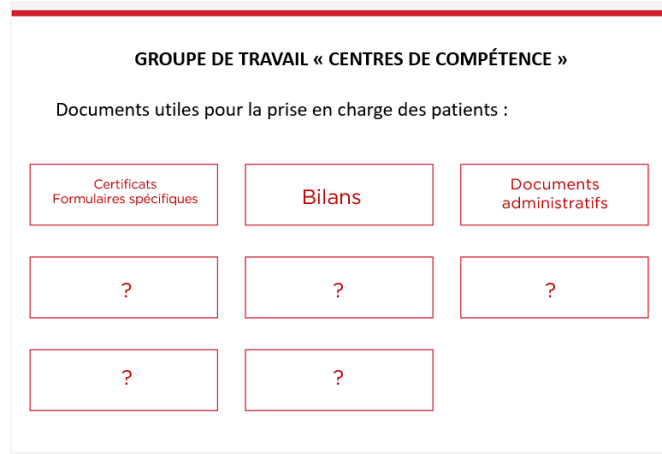 GROUPE DE TRAVAIL « CENTRES DE COMPÉTENCE »
Documents utiles pour la prise en charge des patients :
Certificats
Formulaires spécifiques
Bilans
Documents
administratifs
?
?
?
?
?